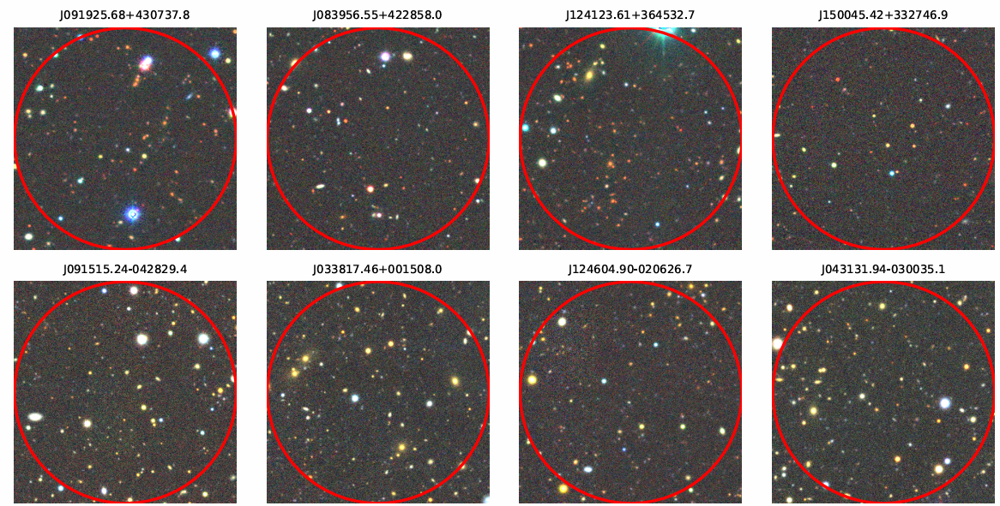 J091925.68+430737.8
J083956.55+422858.0
J124123.61+364532.7
J150045.42+332746.9
J091515.24-042829.4
J033817.46+001508.0
J124604.90-020626.7
J043131.94-030035.1